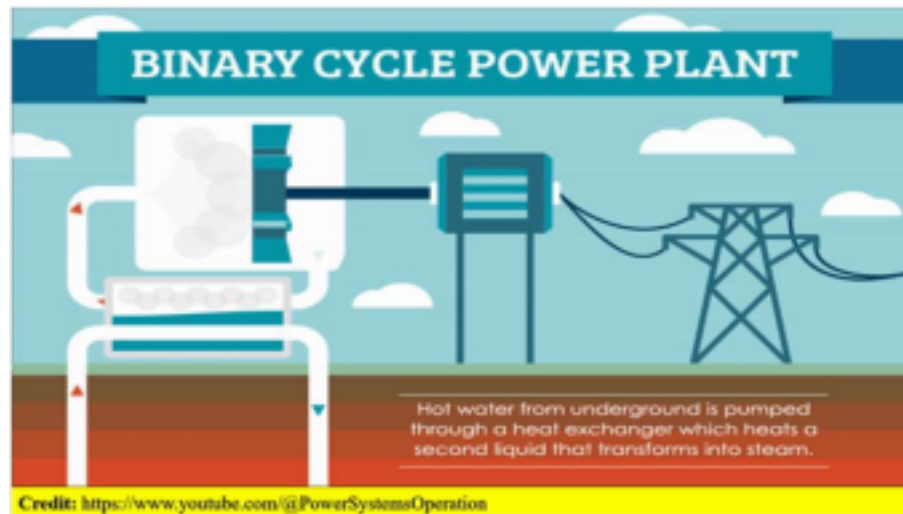 BINARY CYCLE POWER PLANT
Hot water from underground is pumped
through a heat exchanger which heats a
second liquid that transforms into steam.
Credit: https://www.youtube.com/@PowerSystemsOperation